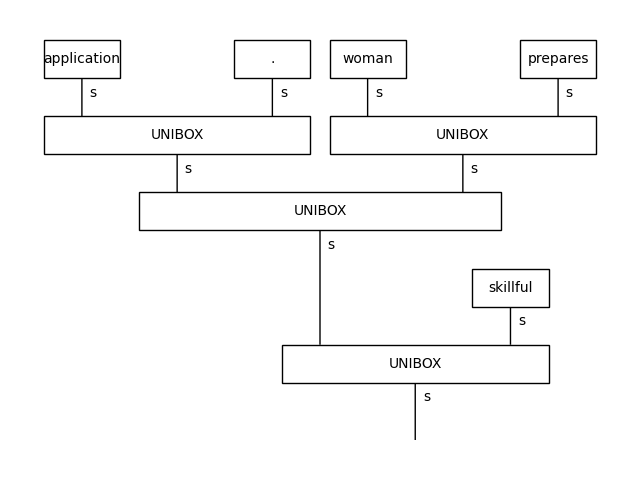 application . woman prepares
s s s s
UNIBOX UNIBOX
s s
UNIBOX
s
skillful
s
UNIBOX
s